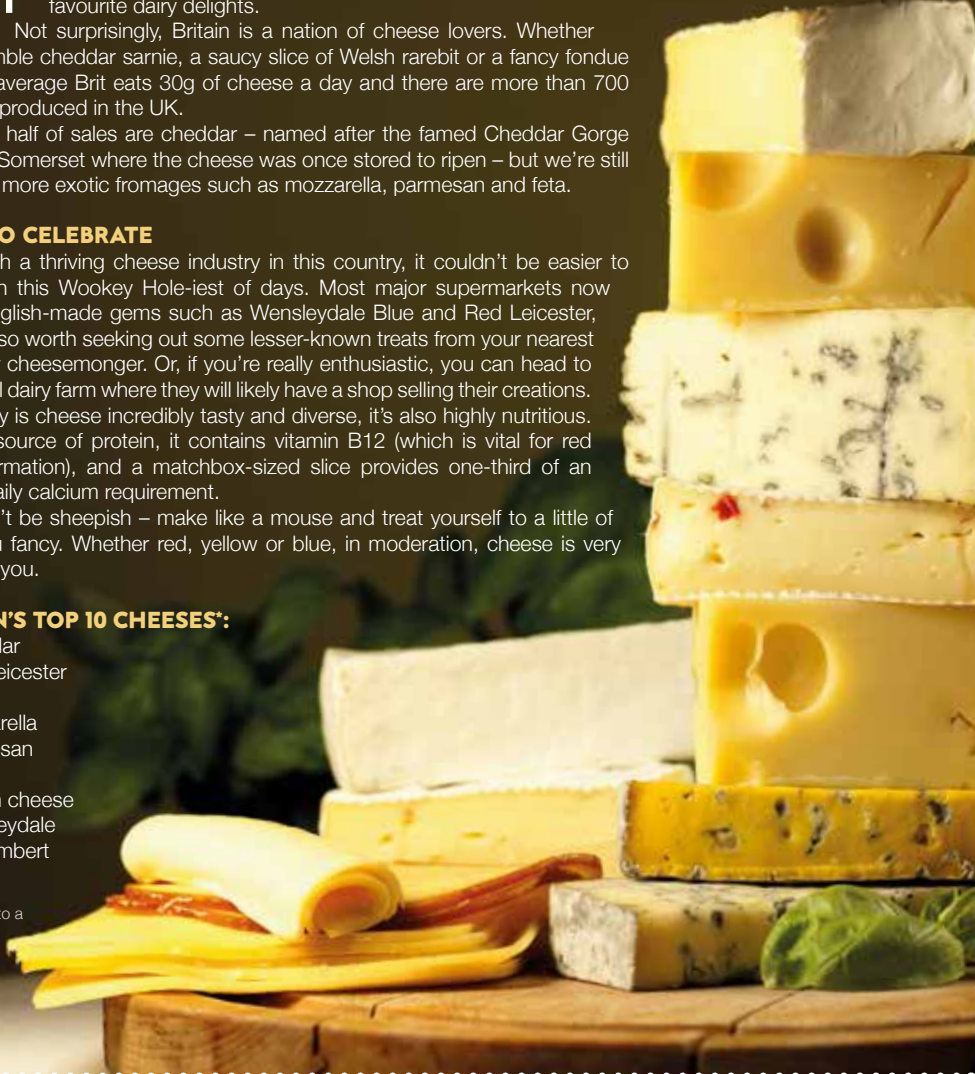 favourite dairy delights.
Not surprisingly, Britain is a nation of cheese lovers. Whether
mble cheddar sarnie, a saucy slice of Welsh rarebit or a fancy fondue
average Brit eats 30g of cheese a day and there are more than 700
produced in the UK.
half of sales are cheddar – named after the famed Cheddar Gorge
Somerset where the cheese was once stored to ripen – but we’re still
more exotic fromages such as mozzarella, parmesan and feta.
O CELEBRATE
h a thriving cheese industry in this country, it couldn’t be easier to
n this Wookey Hole-iest of days. Most major supermarkets now
glish-made gems such as Wensleydale Blue and Red Leicester,
so worth seeking out some lesser-known treats from your nearest
cheesemonger. Or, if you’re really enthusiastic, you can head to
l dairy farm where they will likely have a shop selling their creations.
y is cheese incredibly tasty and diverse, it’s also highly nutritious.
source of protein, it contains vitamin B12 (which is vital for red
rmation), and a matchbox-sized slice provides one-third of an
aily calcium requirement.
’t be sheepish – make like a mouse and treat yourself to a little of
u fancy. Whether red, yellow or blue, in moderation, cheese is very
you.
N’S TOP 10 CHEESES*:
lar
eicester
rella
san
n cheese
eydale
mbert
to a